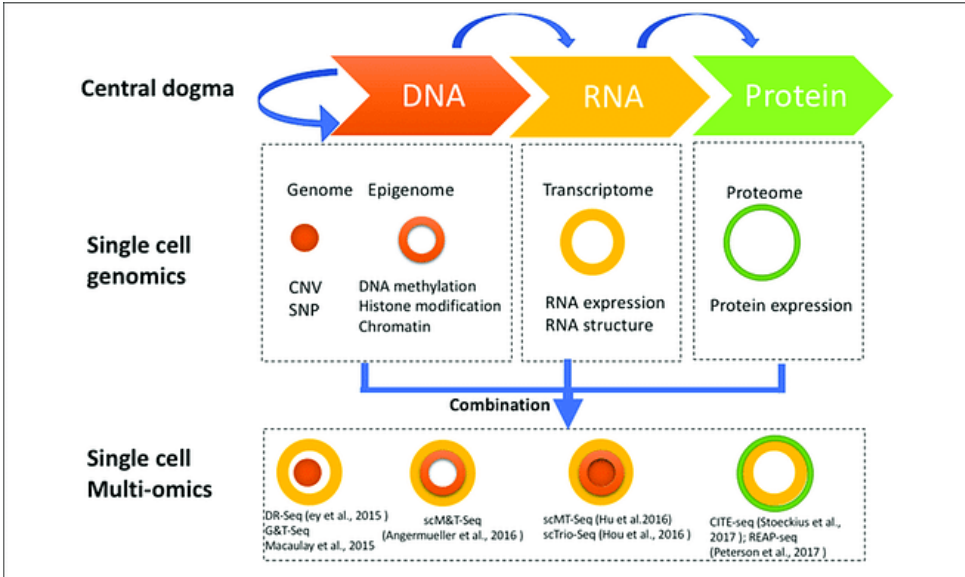 Central dogma
DNA
RNA
Protein
Single cell
genomics
Genome
CNV
SNP
Epigenome
DNA methylation
Histone modification
Chromatin
Transcriptome
RNA expression
RNA structure
Proteome
Protein expression
Combination
Single cell
Multi-omics
DR-Seq (ey et al., 2015 )
G&T-Seq
Macaulay et al., 2015
scM&T-Seq
(Angermueller et al., 2016 )
scMT-Seq (Hu et al.2016)
scTrio-Seq (Hou et al., 2016 )
CITE-seq (Stoeckius et al.,
2017 ); REAP-seq
(Peterson et al., 2017 )